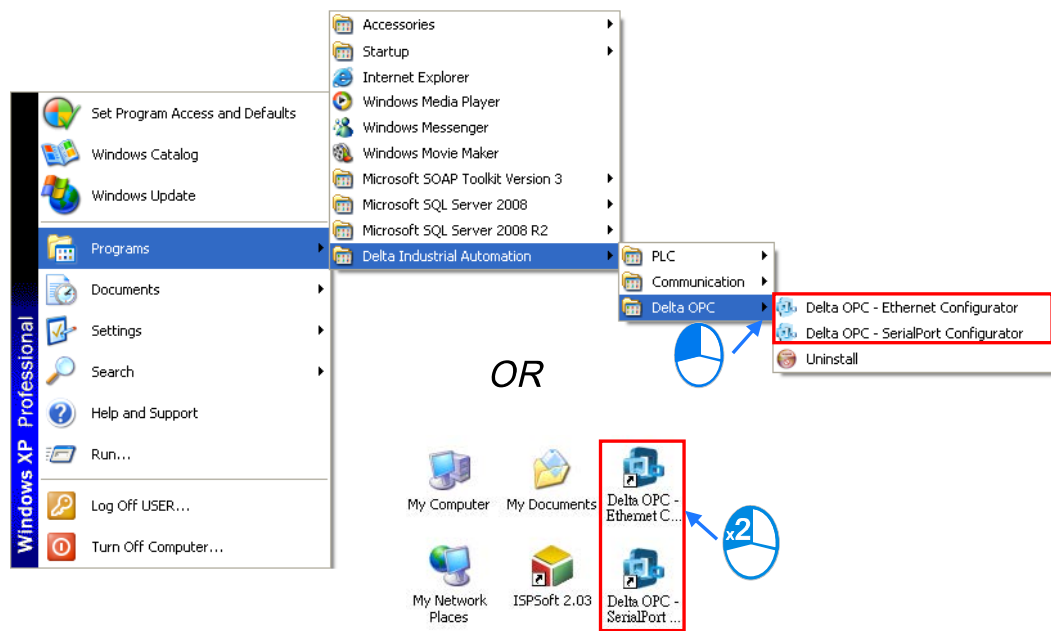 Accessories
Startup
Internet Explorer
Windows Media Player
Windows Messenger
Windows Movie Maker
Microsoft SOAP Toolkit Version 3
Microsoft SQL Server 2008
Microsoft SQL Server 2008 R2
Delta Industrial Automation
Set Program Access and Defaults
Windows Catalog
Windows Update
Programs
Documents
Settings
Search
Help and Support
Run...
Log Off USER...
Turn Off Computer...
Windows XP Professional
PLC
Communication
Delta OPC
Delta OPC - Ethernet Configurator
Delta OPC - SerialPort Configurator
Uninstall
OR
My Computer
My Documents
Delta OPC -
Ethernet C...
x2
My Network
Places
ISPSoft 2.03
Delta OPC -
SerialPort ...